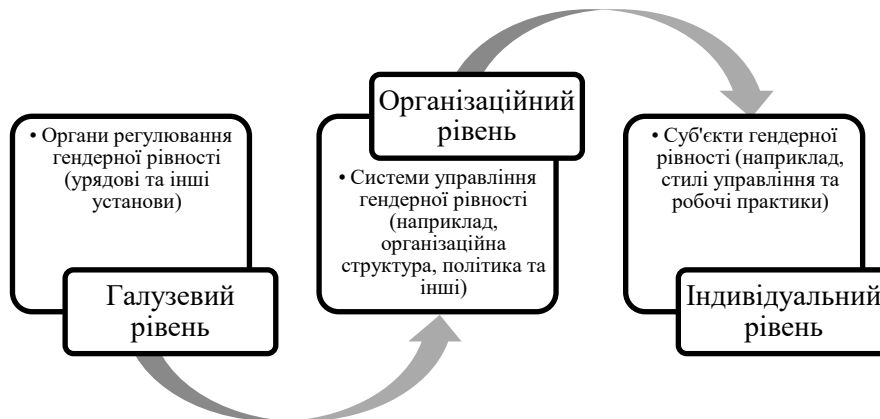 • Органи регулювання
гендерної рівності
(урядові та інші
установи)
Галузевий
рівень
Організаційний
рівень
• Системи управління
гендерної рівності
(наприклад,
організаційна
структура, політика та
інші)
• Суб'єкти гендерної
рівності (наприклад,
стилі управління та
робочі практики)
Індивідуальний
рівень